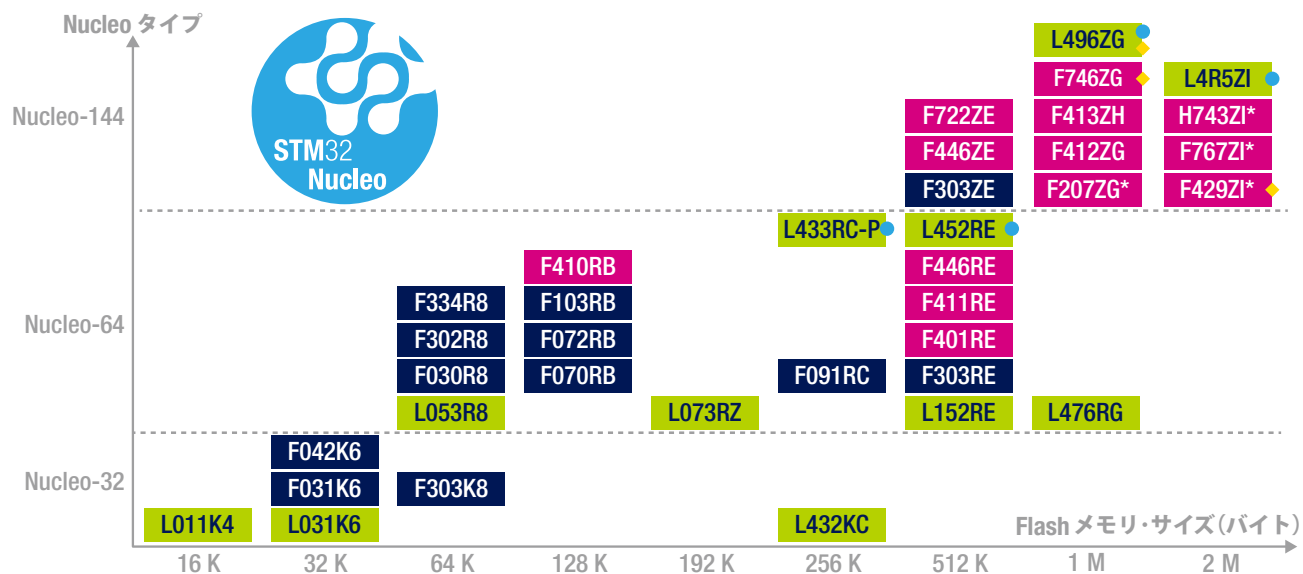 Nucleo タイプ
STM32
Nucleo
L496ZG
F746ZG L4R5ZI
Nucleo-144
F722ZE F413ZH H743ZI*
F446ZE F412ZG F767ZI*
F303ZE F207ZG* F429ZI*
L433RC-P L452RE
F410RB F446RE
F334R8 F103RB F411RE
Nucleo-64
F302R8 F072RB F401RE
F030R8 F070RB F091RC F303RE
L053R8 L073RZ L152RE L476RG
F042K6
Nucleo-32
F031K6 F303K8
L011K4 L031K6 L432KC
Flash メモリ・サイズ(バイト)
16 K 32 K 64 K 128 K 192 K 256 K 512 K 1 M 2 M